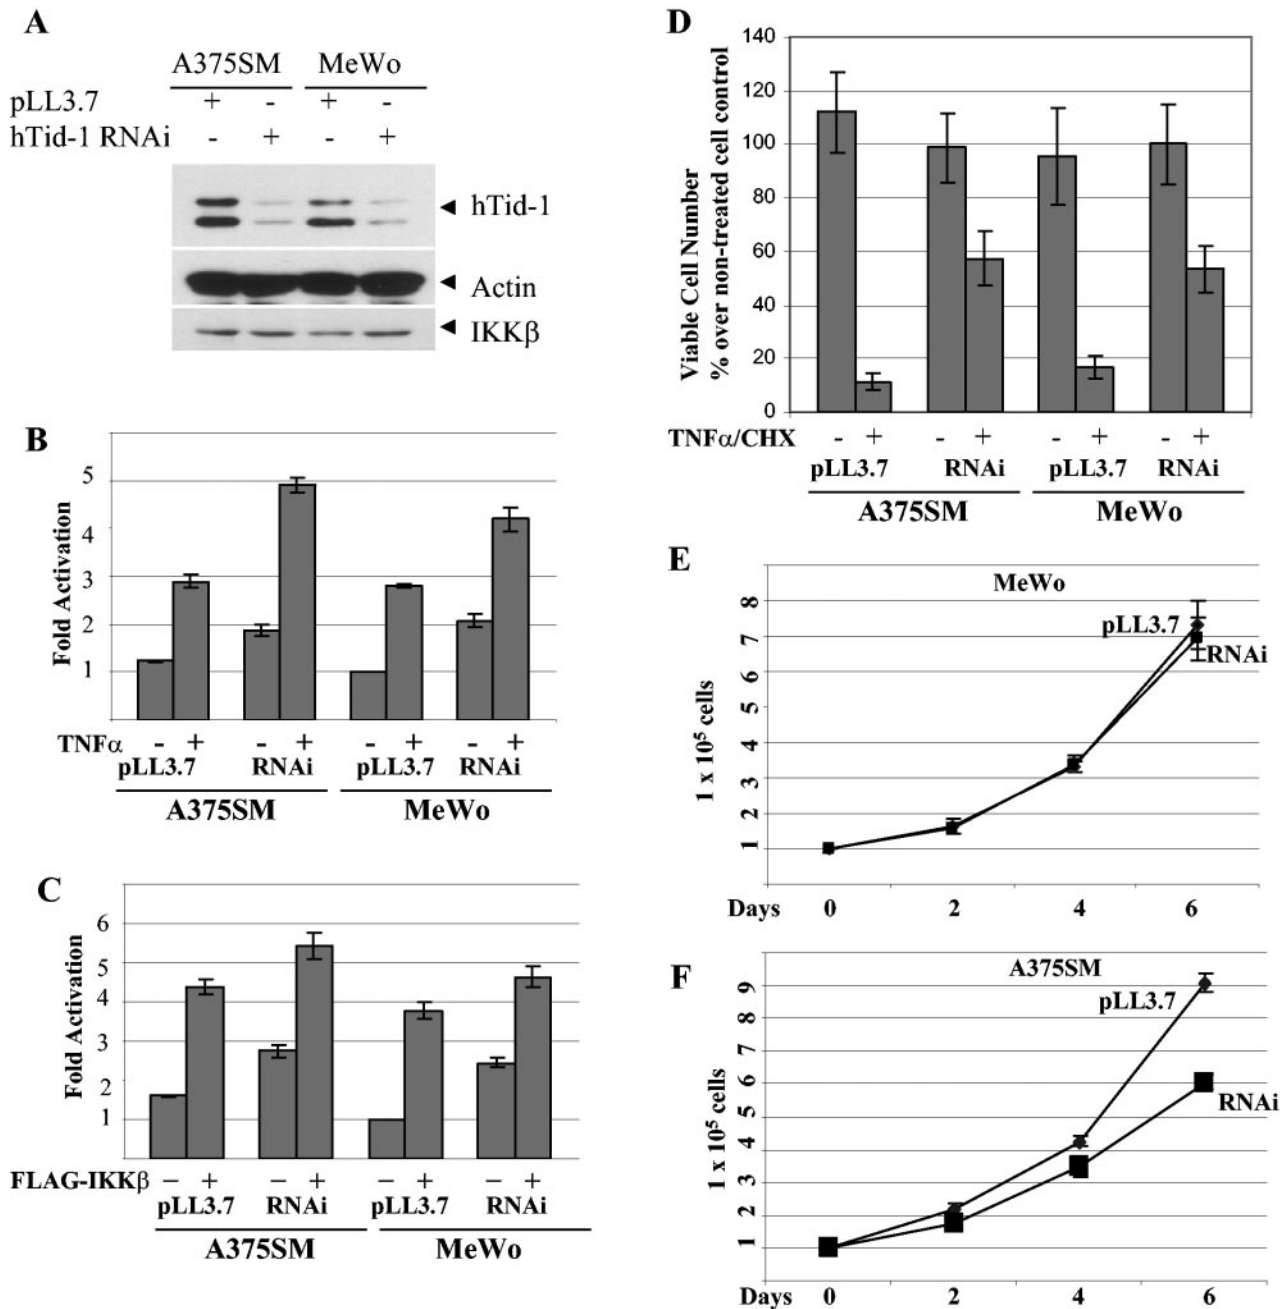 A
A375SM MeWo
pLL3.7 + - + -
hTid-1 RNAi - + - +
hTid-1
Actin
IKKβ
B
Fold Activation
5
4
3
2
1
TNFα - + - + - + - +
pLL3.7 RNAi pLL3.7 RNAi
A375SM MeWo
C
Fold Activation
6
5
4
3
2
1
FLAG-IKKβ – + – + – + – +
pLL3.7 RNAi pLL3.7 RNAi
A375SM MeWo
D
Viable Cell Number
% over non-treated cell control
140
120
100
80
60
40
20
0
TNFα/CHX - + - + - + - +
pLL3.7 RNAi pLL3.7 RNAi
A375SM MeWo
E
MeWo
pLL3.7
RNAi
1 x 10⁵ cells
8
7
6
5
4
3
2
1
Days 0 2 4 6
F
A375SM
pLL3.7
RNAi
1 x 10⁵ cells
9
8
7
6
5
4
3
2
1
Days 0 2 4 6